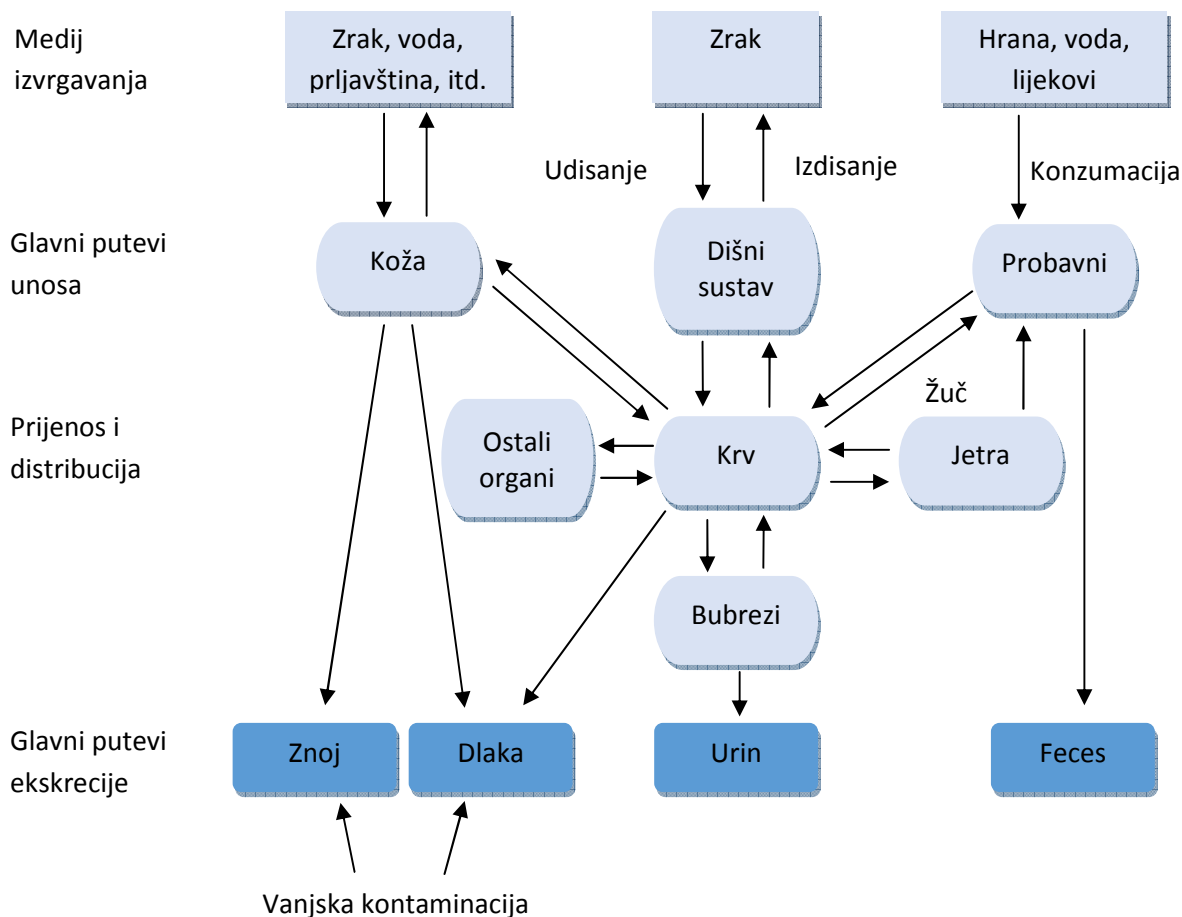 Medij
izvrgavanja
Zrak, voda,
prljavština, itd.
Zrak
Hrana, voda,
lijekovi
Udisanje
Izdisanje
Konzumacija
Glavni putevi
unosa
Koža
Dišni
sustav
Probavni
Prijenos i
distribucija
Ostali
organi
Krv
Žuč
Jetra
Bubrezi
Glavni putevi
ekskrecije
Znoj
Dlaka
Urin
Feces
Vanjska kontaminacija